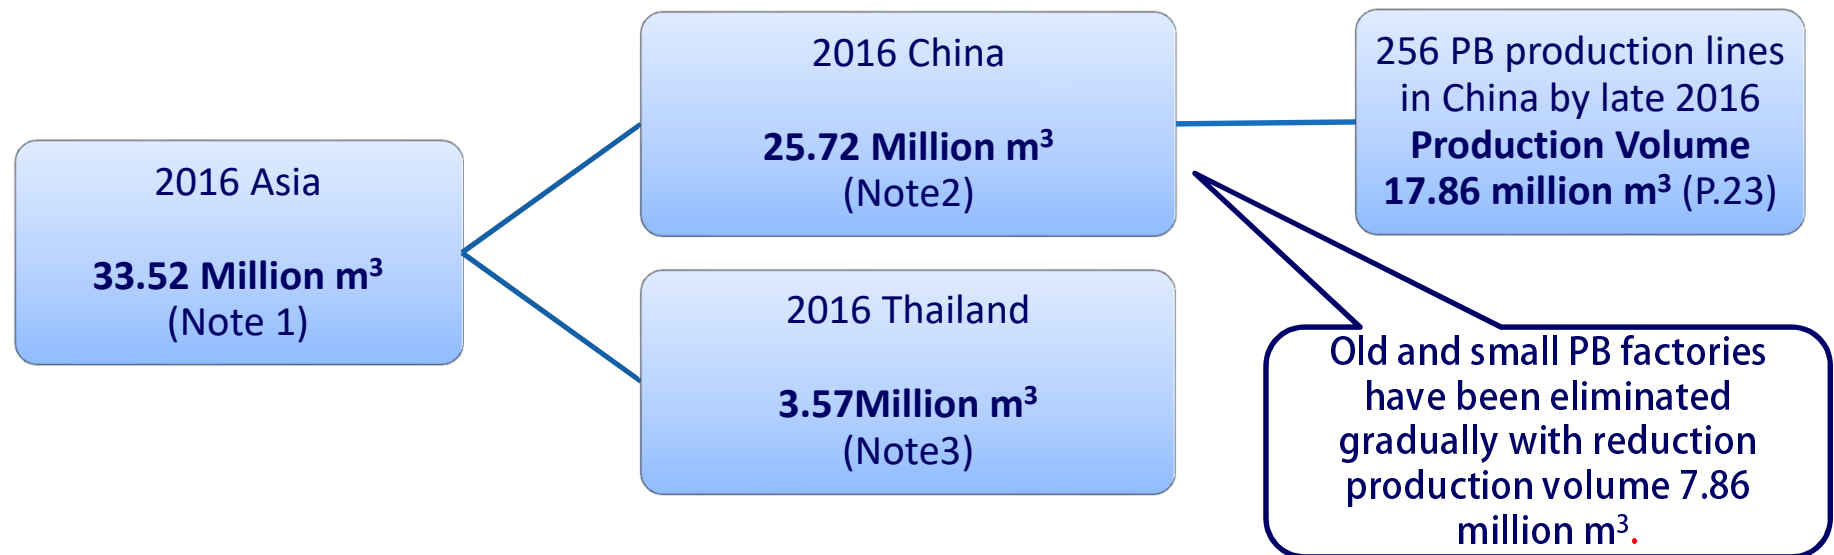 2016 Asia
33.52 Million m³
(Note 1)
2016 China
25.72 Million m³
(Note2)
2016 Thailand
3.57Million m³
(Note3)
256 PB production lines
in China by late 2016
Production Volume
17.86 million m³ (P.23)
Old and small PB factories
have been eliminated
gradually with reduction
production volume 7.86
million m³.